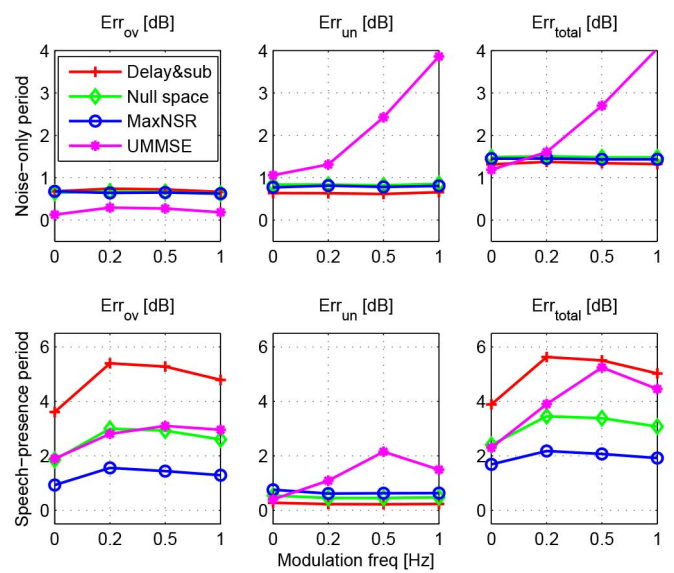 Err_ov [dB] Err_un [dB] Err_total [dB]
4 4 4
Delay&sub
Null space
MaxNSR
UMMSE
3 3
2 2
1 1 1
0 0 0
0 0.2 0.5 1 0 0.2 0.5 1 0 0.2 0.5 1
Noise-only period
Err_ov [dB] Err_un [dB] Err_total [dB]
6 6 6
4 4 4
2 2 2
0 0 0
0 0.2 0.5 1 0 0.2 0.5 1 0 0.2 0.5 1
Speech-presence period
Modulation freq [Hz]